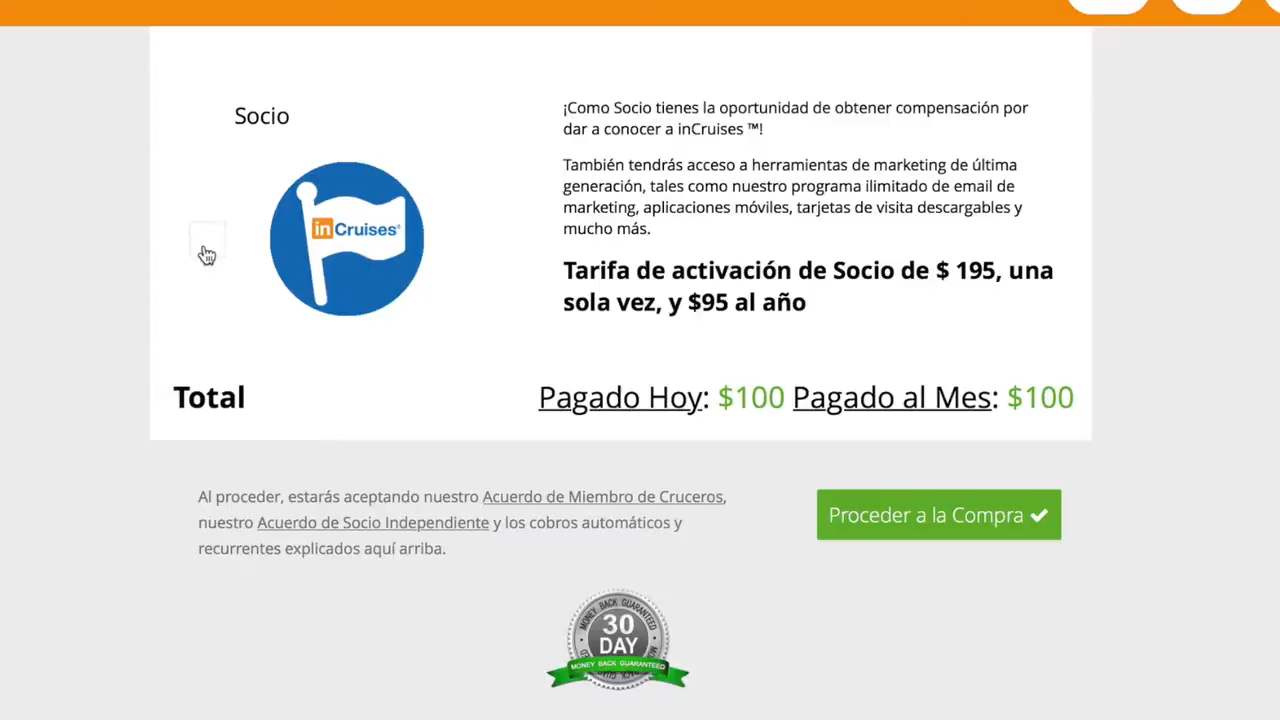 Socio
¡Como Socio tienes la oportunidad de obtener compensación por
dar a conocer a inCruises ™!
También tendrás acceso a herramientas de marketing de última
generación, tales como nuestro programa ilimitado de email de
marketing, aplicaciones móviles, tarjetas de visita descargables y
mucho más.
inCruises®
Tarifa de activación de Socio de $ 195, una
sola vez, y $95 al año
Total
Pagado Hoy: $100 Pagado al Mes: $100
Al proceder, estarás aceptando nuestro Acuerdo de Miembro de Cruceros,
nuestro Acuerdo de Socio Independiente y los cobros automáticos y
recurrentes explicados aquí arriba.
Proceder a la Compra
MONEY BACK GUARANTEED
30
DAY
MONEY BACK GUARANTEED